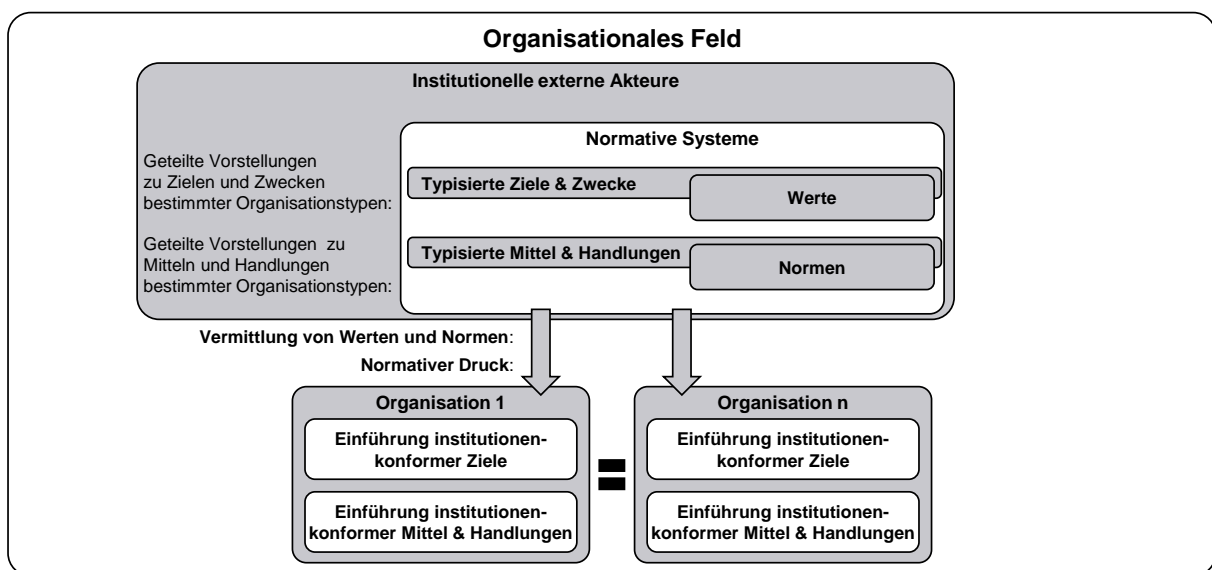 Organisationales Feld
Institutionelle externe Akteure
Normative Systeme
Geteilte Vorstellungen
zu Zielen und Zwecken
bestimmter Organisationstypen:
Typisierte Ziele & Zwecke
Werte
Geteilte Vorstellungen zu
Mitteln und Handlungen
bestimmter Organisationstypen:
Typisierte Mittel & Handlungen
Normen
Vermittlung von Werten und Normen:
Normativer Druck:
Organisation 1
Einführung institutionen-
konformer Ziele
Einführung institutionen-
konformer Mittel & Handlungen
=
Organisation n
Einführung institutionen-
konformer Ziele
Einführung institutionen-
konformer Mittel & Handlungen